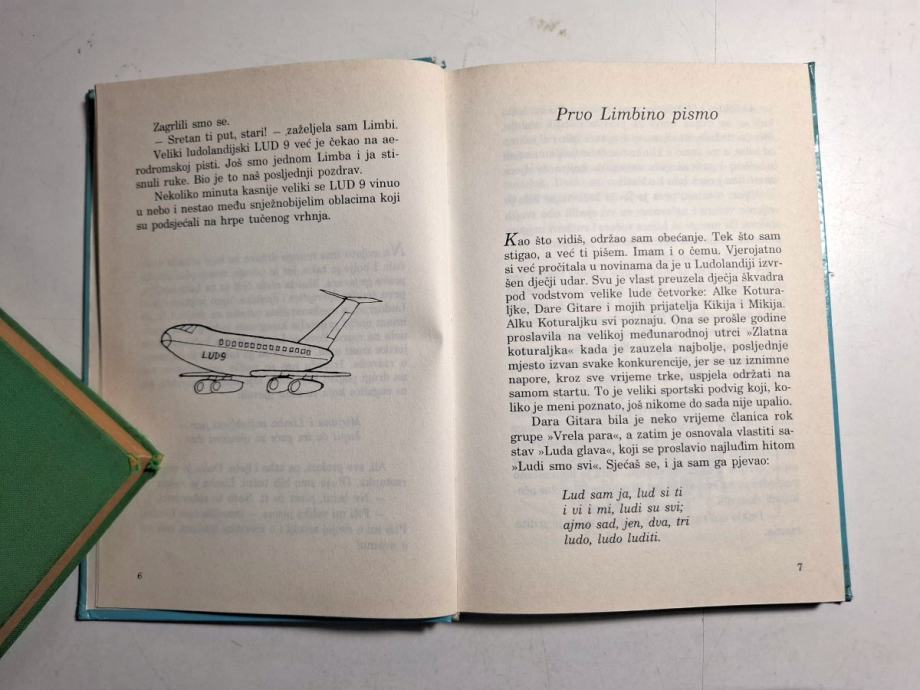 Zagrlili smo se.
— Sretan ti put, stari! — zaželjela sam Limbi.
Veliki ludolandijski LUD 9 već je čekao na ae-
rodromskoj pisti. Još smo jednom Limba i ja sti-
snuli ruke. Bio je to naš posljednji pozdrav.
Nekoliko minuta kasnije veliki se LUD 9 vinuo
u nebo i nestao među snježnobijelim oblacima koji
su podsjećali na hrpe tučenog vrhnja.
LUD9
6
Prvo Limbino pismo
Kao što vidiš, održao sam obećanje. Tek što sam
stigao, a već ti pišem. Imam i o čemu. Vjerojatno
si već pročitala u novinama da je u Ludolandiji izvr-
šen dječji udar. Svu je vlast preuzela dječja škvadra
pod vodstvom velike lude četvorke: Alke Kotura-
ljke, Dare Gitare i mojih prijatelja Kikija i Mikija.
Alku Koturaljku svi poznaju. Ona se prošle godine
proslavila na velikoj međunarodnoj utrci »Zlatna
koturaljka« kada je zauzela najbolje, posljednje
mjesto izvan svake konkurencije, jer se uz iznimne
napore, kroz sve vrijeme trke, uspjela održati na
samom startu. To je veliki sportski podvig koji, ko-
liko je meni poznato, još nikome do sada nije upalio.
Dara Gitara bila je neko vrijeme članica rok
grupe »Vrela para«, a zatim je osnovala vlastiti sa-
stav »Luda glava«, koji se proslavio najluđim hitom
»Ludi smo svi«. Sjećaš se, i ja sam ga pjevao:
Lud sam ja, lud si ti
i vi i mi, ludi su svi;
ajmo sad, jen, dva, tri
ludo, ludo luditi.
7